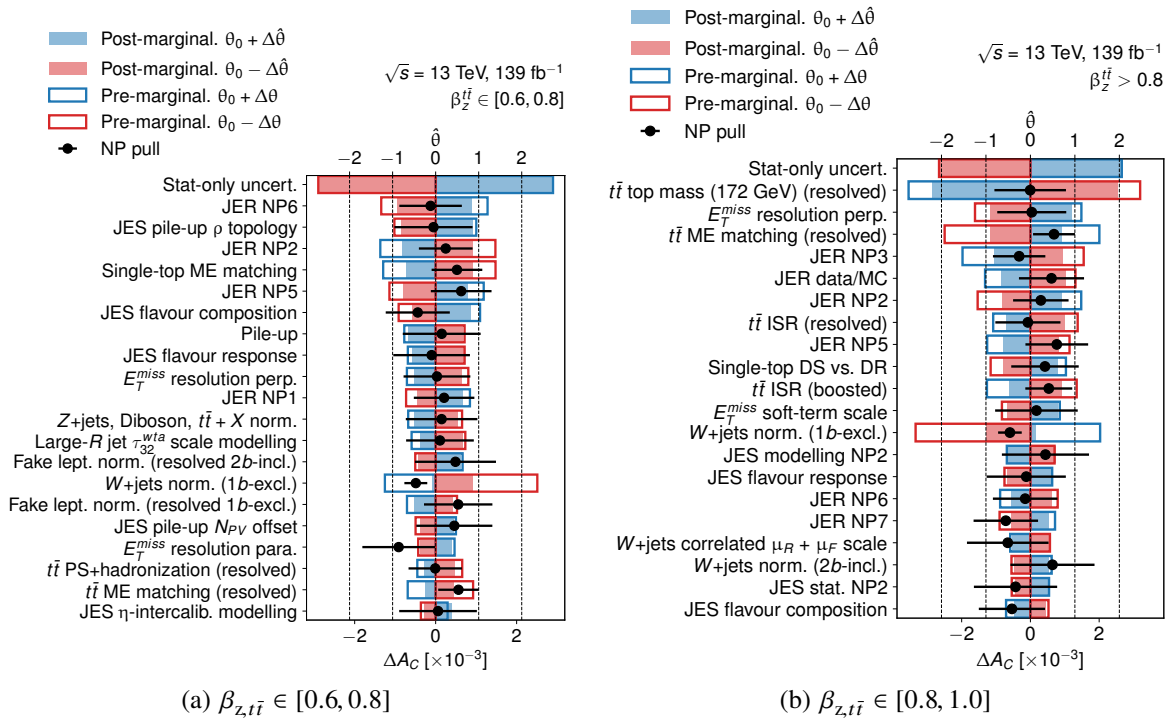 Post-marginal. θ₀ + Δθ̂
Post-marginal. θ₀ − Δθ̂
Pre-marginal. θ₀ + Δθ
Pre-marginal. θ₀ − Δθ
NP pull
√s = 13 TeV, 139 fb⁻¹
β_z^{tt̄} ∈ [0.6, 0.8]
θ̂
−2 −1 0 1 2
Stat-only uncert.
JER NP6
JES pile-up ρ topology
JER NP2
Single-top ME matching
JER NP5
JES flavour composition
Pile-up
JES flavour response
E_T^{miss} resolution perp.
JER NP1
Z+jets, Diboson, tt̄ + X norm.
Large-R jet τ_{32}^{wta} scale modelling
Fake lept. norm. (resolved 2b-incl.)
W+jets norm. (1b-excl.)
Fake lept. norm. (resolved 1b-excl.)
JES pile-up N_{PV} offset
E_T^{miss} resolution para.
tt̄ PS+hadronization (resolved)
tt̄ ME matching (resolved)
JES η-intercalib. modelling
−2 0 2
ΔA_C [×10⁻³]
(a) β_{z,tt̄} ∈ [0.6, 0.8]
Post-marginal. θ₀ + Δθ̂
Post-marginal. θ₀ − Δθ̂
Pre-marginal. θ₀ + Δθ
Pre-marginal. θ₀ − Δθ
NP pull
√s = 13 TeV, 139 fb⁻¹
β_z^{tt̄} > 0.8
θ̂
−2 −1 0 1 2
Stat-only uncert.
tt̄ top mass (172 GeV) (resolved)
E_T^{miss} resolution perp.
tt̄ ME matching (resolved)
JER NP3
JER data/MC
JER NP2
tt̄ ISR (resolved)
JER NP5
Single-top DS vs. DR
tt̄ ISR (boosted)
E_T^{miss} soft-term scale
W+jets norm. (1b-excl.)
JES modelling NP2
JES flavour response
JER NP6
JER NP7
W+jets correlated μ_R + μ_F scale
W+jets norm. (2b-incl.)
JES stat. NP2
JES flavour composition
−2 0 2
ΔA_C [×10⁻³]
(b) β_{z,tt̄} ∈ [0.8, 1.0]